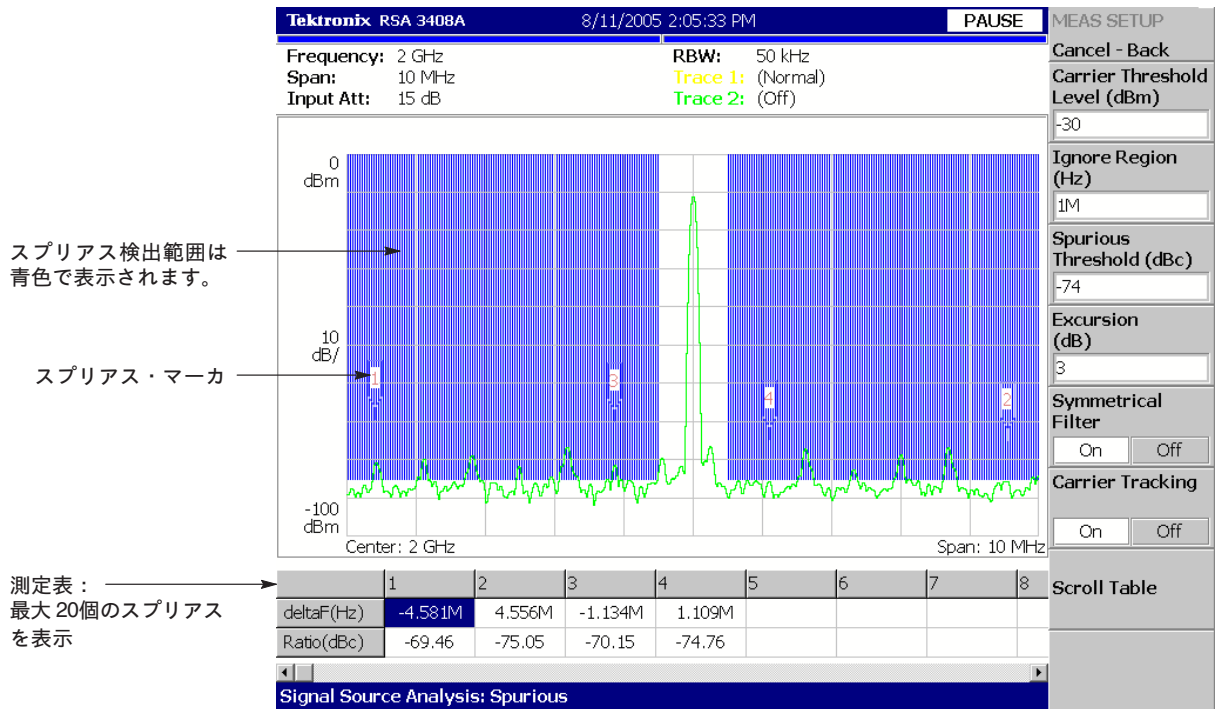 Tektronix RSA 3408A 8/11/2005 2:05:33 PM PAUSE
Frequency: 2 GHz
Span: 10 MHz
Input Att: 15 dB
RBW: 50 kHz
Trace 1: (Normal)
Trace 2: (Off)
0
dBm
10
dB/
-100
dBm
1
3
4
2
Center: 2 GHz Span: 10 MHz
スプリアス検出範囲は
青色で表示されます。
スプリアス・マーカ
測定表：
最大 20個のスプリアス
を表示
1 2 3 4 5 6 7 8
deltaF(Hz) -4.581M 4.556M -1.134M 1.109M
Ratio(dBc) -69.46 -75.05 -70.15 -74.76
Signal Source Analysis: Spurious
MEAS SETUP
Cancel - Back
Carrier Threshold
Level (dBm)
-30
Ignore Region
(Hz)
1M
Spurious
Threshold (dBc)
-74
Excursion
(dB)
3
Symmetrical
Filter
On Off
Carrier Tracking
On Off
Scroll Table